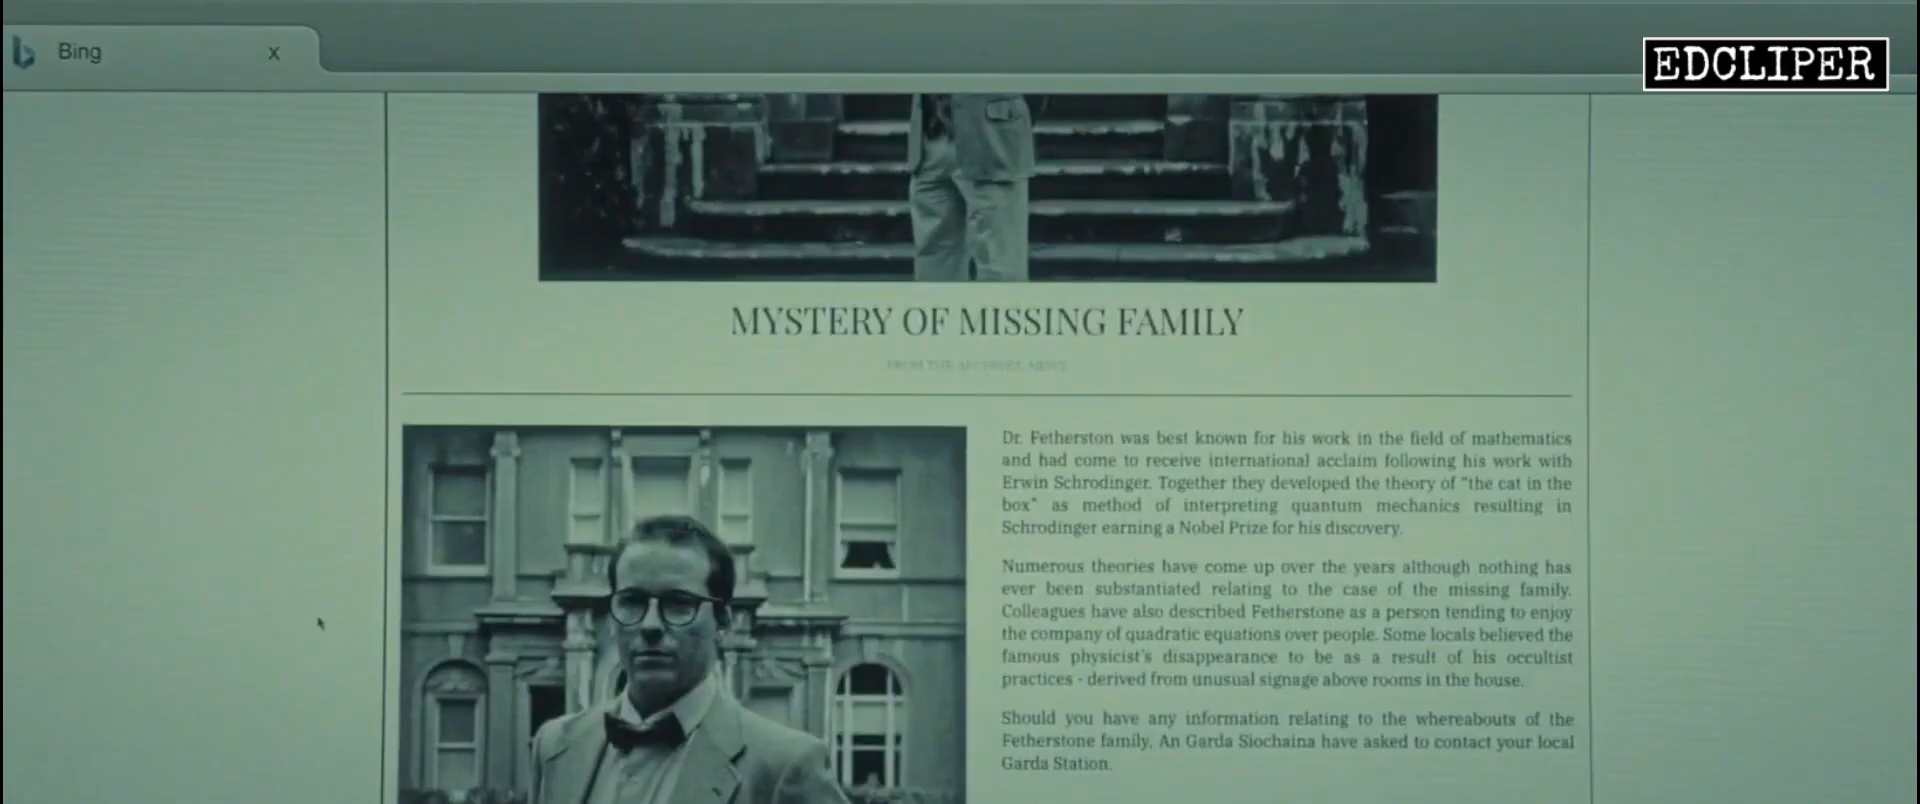 Bing x
EDCLIPER
MYSTERY OF MISSING FAMILY
FROM THE ARCHIVES, NEWS
Dr. Fetherston was best known for his work in the field of mathematics
and had come to receive international acclaim following his work with
Erwin Schrodinger. Together they developed the theory of "the cat in the
box" as method of interpreting quantum mechanics resulting in
Schrodinger earning a Nobel Prize for his discovery.
Numerous theories have come up over the years although nothing has
ever been substantiated relating to the case of the missing family.
Colleagues have also described Fetherstone as a person tending to enjoy
the company of quadratic equations over people. Some locals believed the
famous physicist's disappearance to be as a result of his occultist
practices - derived from unusual signage above rooms in the house.
Should you have any information relating to the whereabouts of the
Fetherstone family, An Garda Siochaina have asked to contact your local
Garda Station.